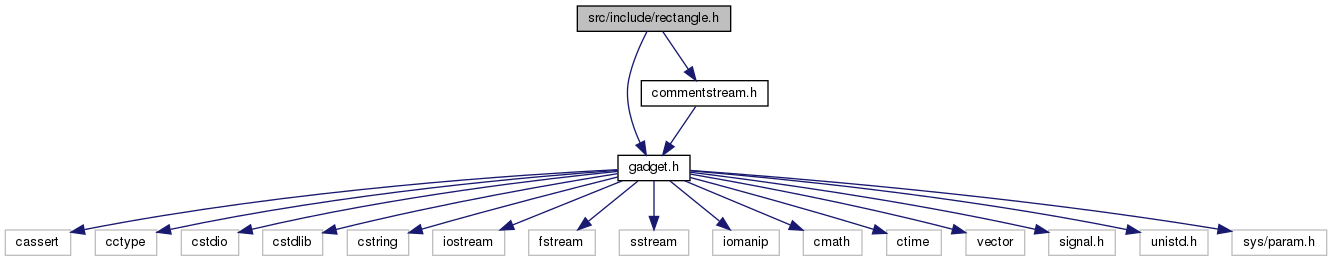 src/include/rectangle.h
commentstream.h
gadget.h
cassert
cctype
cstdio
cstdlib
cstring
iostream
fstream
sstream
iomanip
cmath
ctime
vector
signal.h
unistd.h
sys/param.h